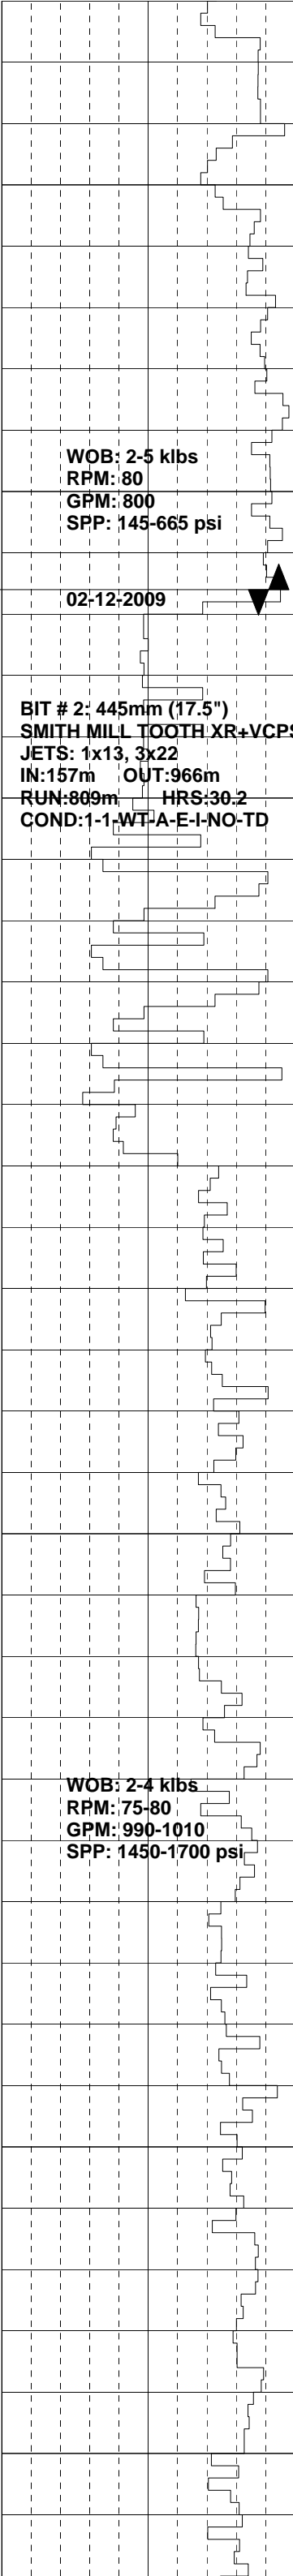 WOB: 2-5 klbs
RPM: 80
GPM: 800
SPP: 145-665 psi
02-12-2009
BIT # 2: 445mm (17.5")
SMITH MILL TOOTH XR+VCPS
JETS: 1x13, 3x22
IN:157m OUT:966m
RUN:809m HRS:30.2
COND:1-1-WT-A-E-I-NO-TD
WOB: 2-4 klbs
RPM: 75-80
GPM: 990-1010
SPP: 1450-1700 psi